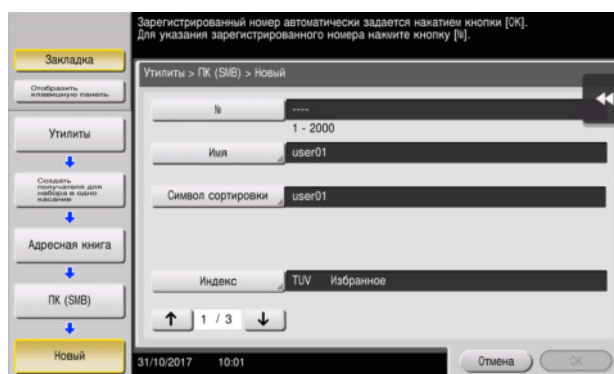 Зарегистрированный номер автоматически задается нажатием кнопки [OK].
Для указания зарегистрированного номера нажмите кнопку [№].
Закладка
Отобразить
клавишную панель
Утилиты
Создать
получателя для
набора в одно
касание
Адресная книга
ПК (SMB)
Новый
Утилиты > ПК (SMB) > Новый
№
----
1 - 2000
Имя
user01
Символ сортировки
user01
Индекс
TUV Избранное
↑ 1 / 3 ↓
31/10/2017 10:01
Отмена
OK